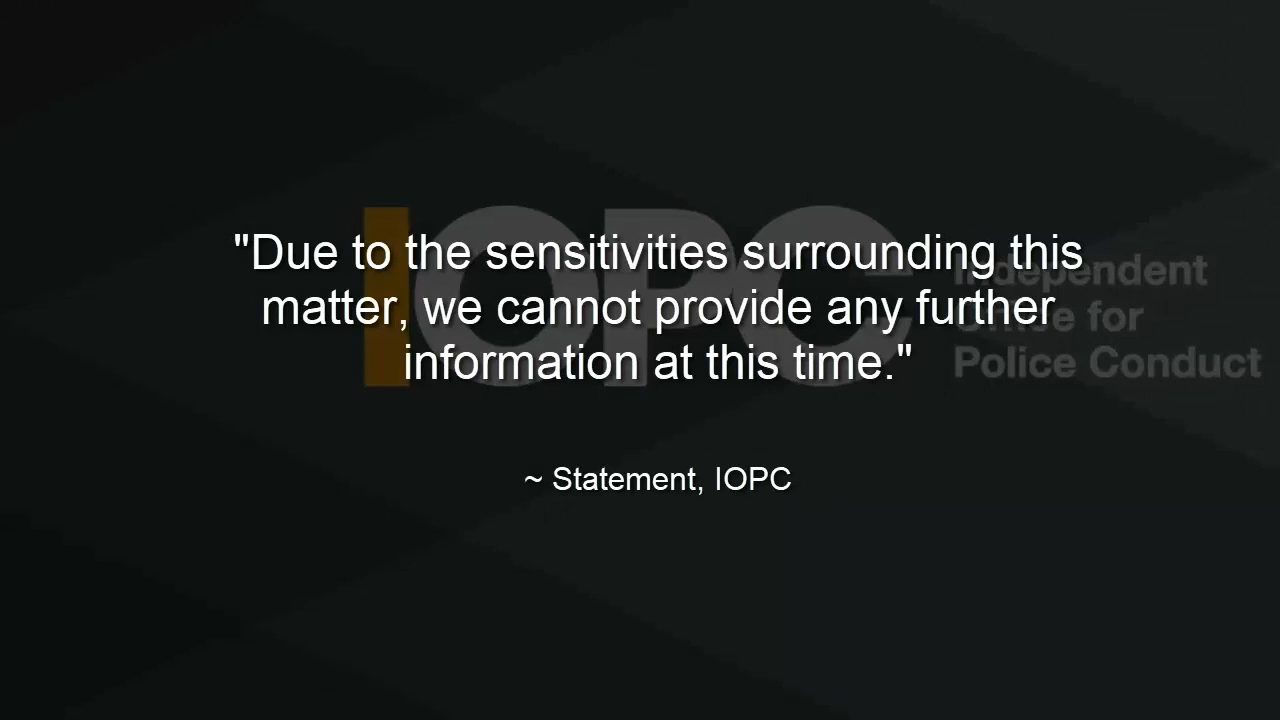 "Due to the sensitivities surrounding this
matter, we cannot provide any further
information at this time."
~ Statement, IOPC
IOPC
Independent
Office for
Police Conduct